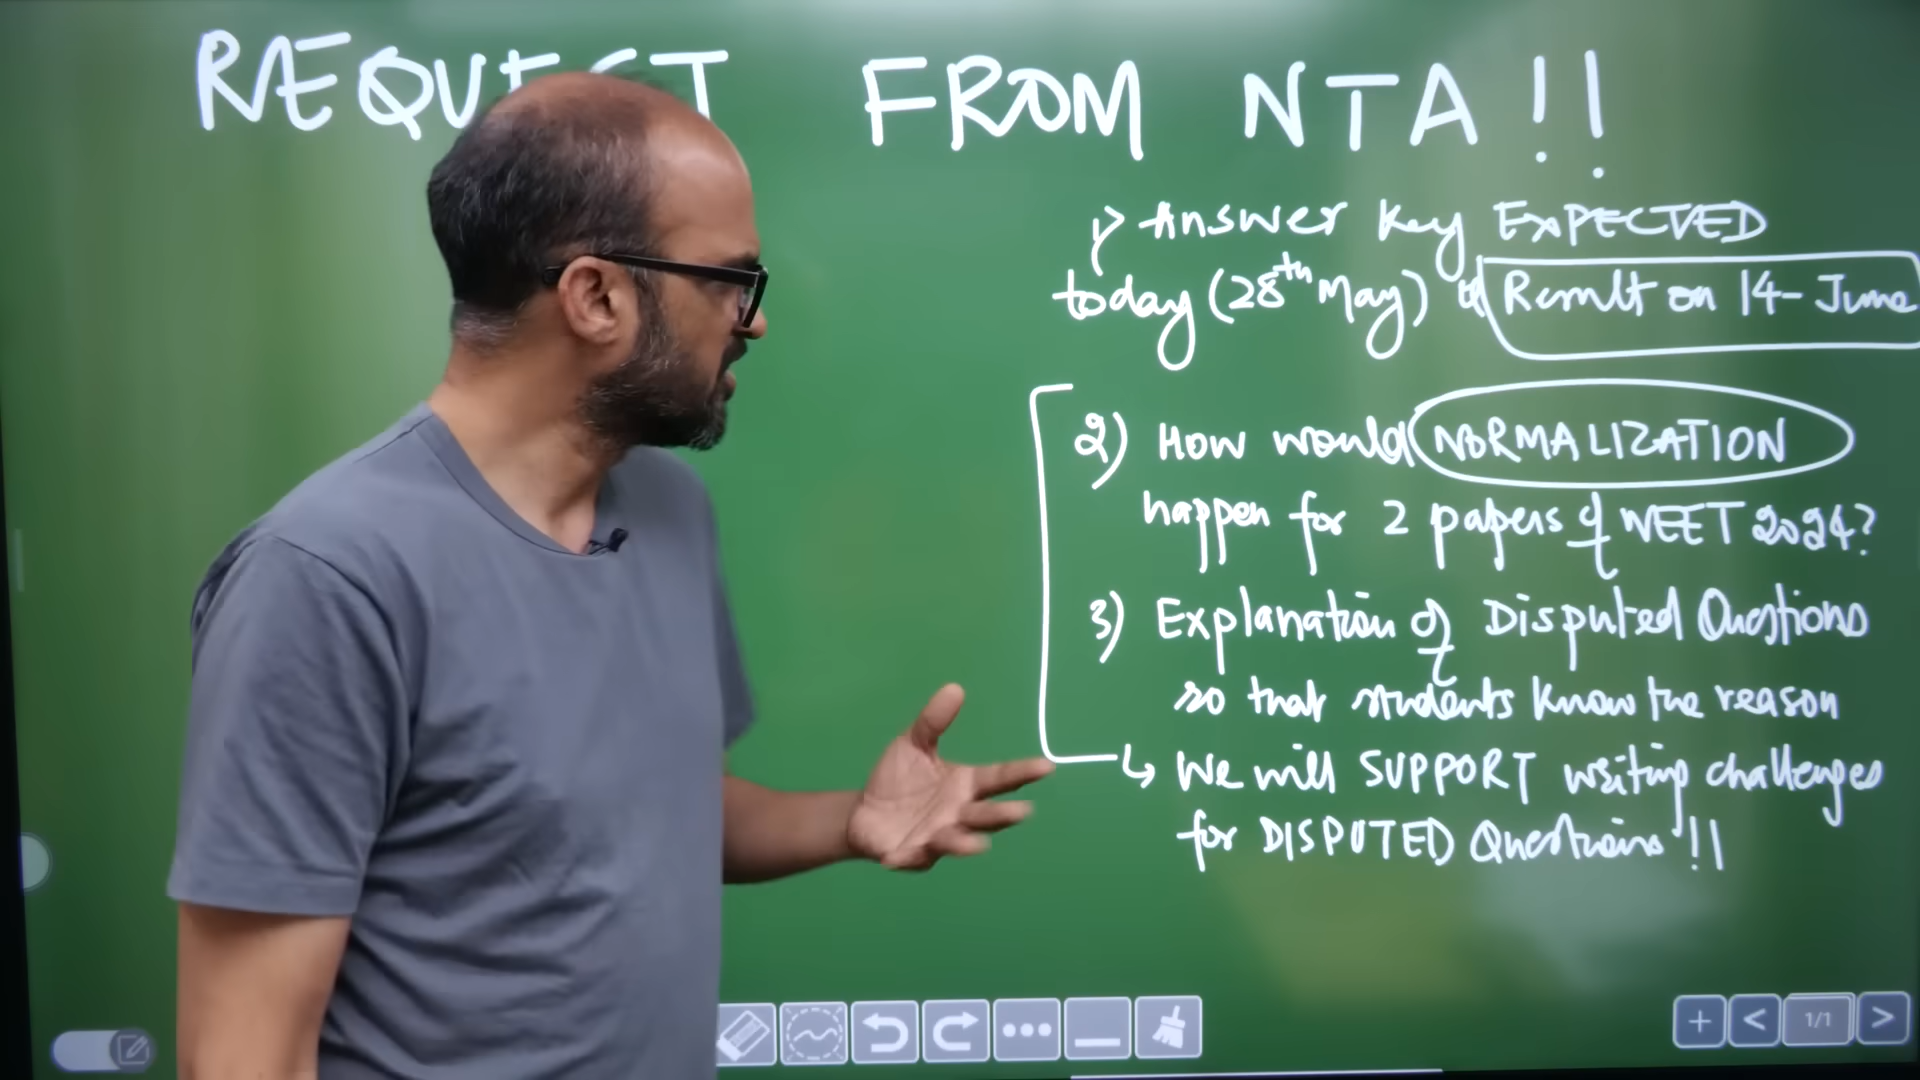 REQUEST FROM NTA!!
1) Answer Key EXPECTED
today (28th May) & Result on 14-June
2) How would NORMALIZATION
happen for 2 papers of NEET 2024?
3) Explanation of Disputed Questions
so that students know the reason
↳ We will SUPPORT writing challenges
for DISPUTED Questions!!
1/1